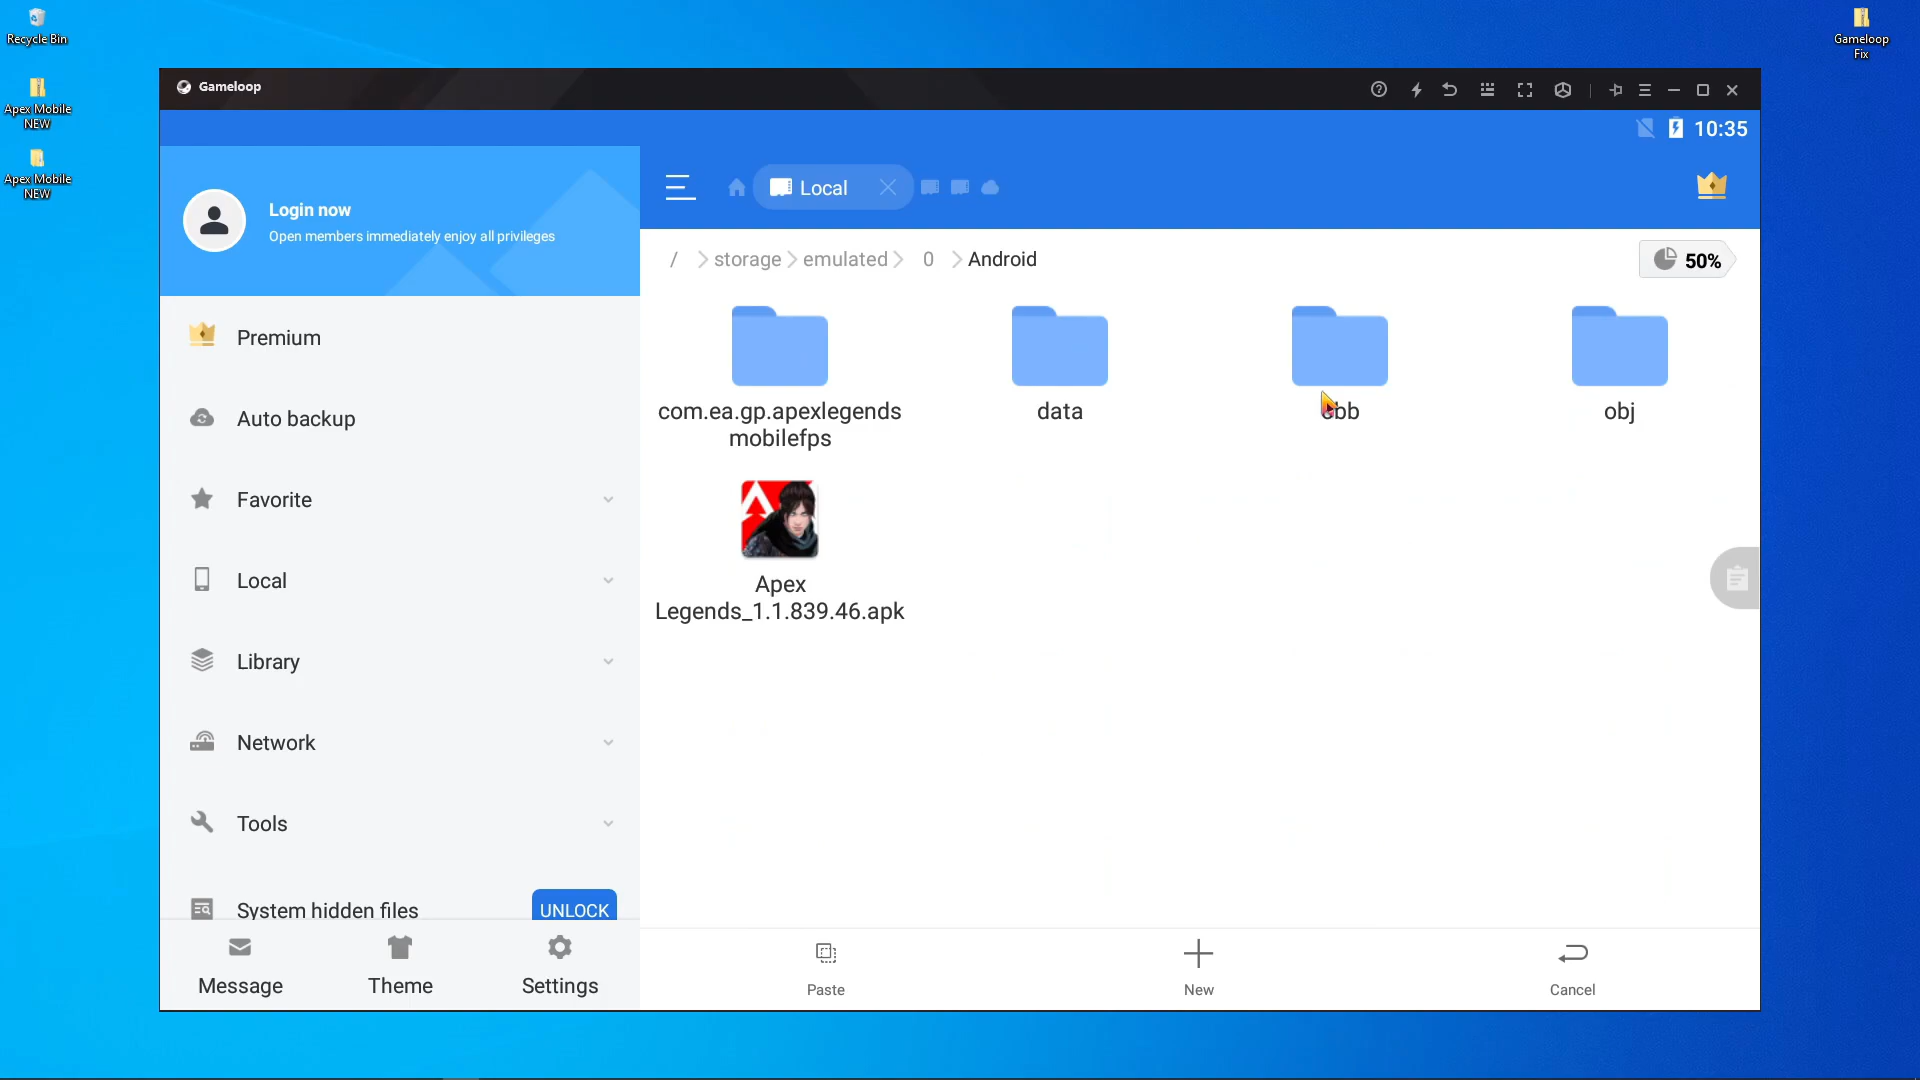 Recycle Bin
Apex Mobile
NEW
Apex Mobile
NEW
Gameloop
Fix
Gameloop
10:35
Login now
Open members immediately enjoy all privileges
Local
/ storage emulated 0 Android
50%
Premium
Auto backup
Favorite
Local
Library
Network
Tools
System hidden files
UNLOCK
Message
Theme
Settings
com.ea.gp.apexlegends
mobilefps
data
obb
obj
Apex
Legends_1.1.839.46.apk
Paste
New
Cancel